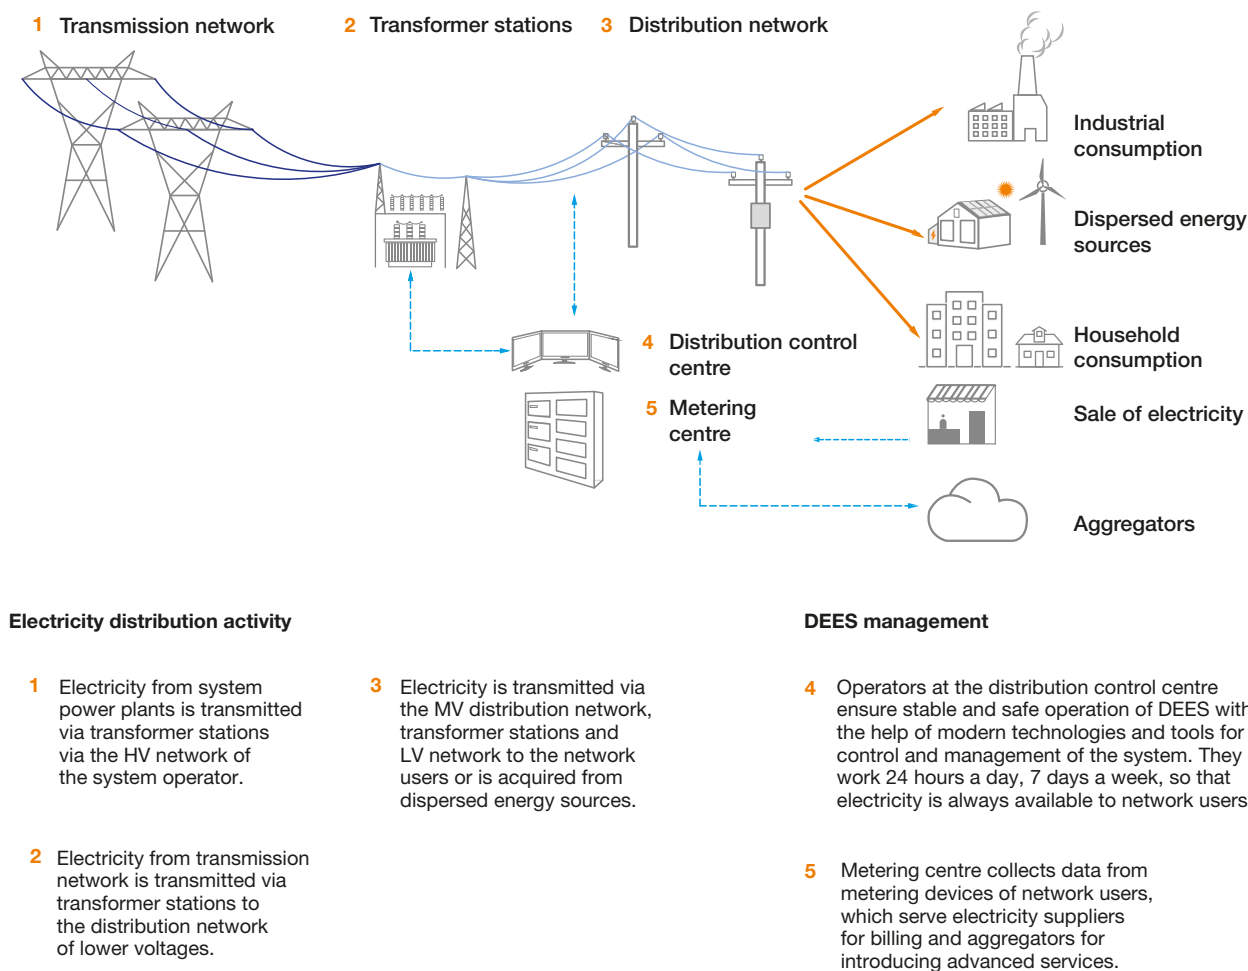 1 Transmission network
2 Transformer stations
3 Distribution network
Industrial
consumption
Dispersed energy
sources
Household
consumption
4 Distribution control
centre
5 Metering
centre
Sale of electricity
Aggregators
Electricity distribution activity
1 Electricity from system
power plants is transmitted
via transformer stations
via the HV network of
the system operator.
2 Electricity from transmission
network is transmitted via
transformer stations to
the distribution network
of lower voltages.
3 Electricity is transmitted via
the MV distribution network,
transformer stations and
LV network to the network
users or is acquired from
dispersed energy sources.
DEES management
4 Operators at the distribution control centre
ensure stable and safe operation of DEES with
the help of modern technologies and tools for
control and management of the system. They
work 24 hours a day, 7 days a week, so that
electricity is always available to network users
5 Metering centre collects data from
metering devices of network users,
which serve electricity suppliers
for billing and aggregators for
introducing advanced services.